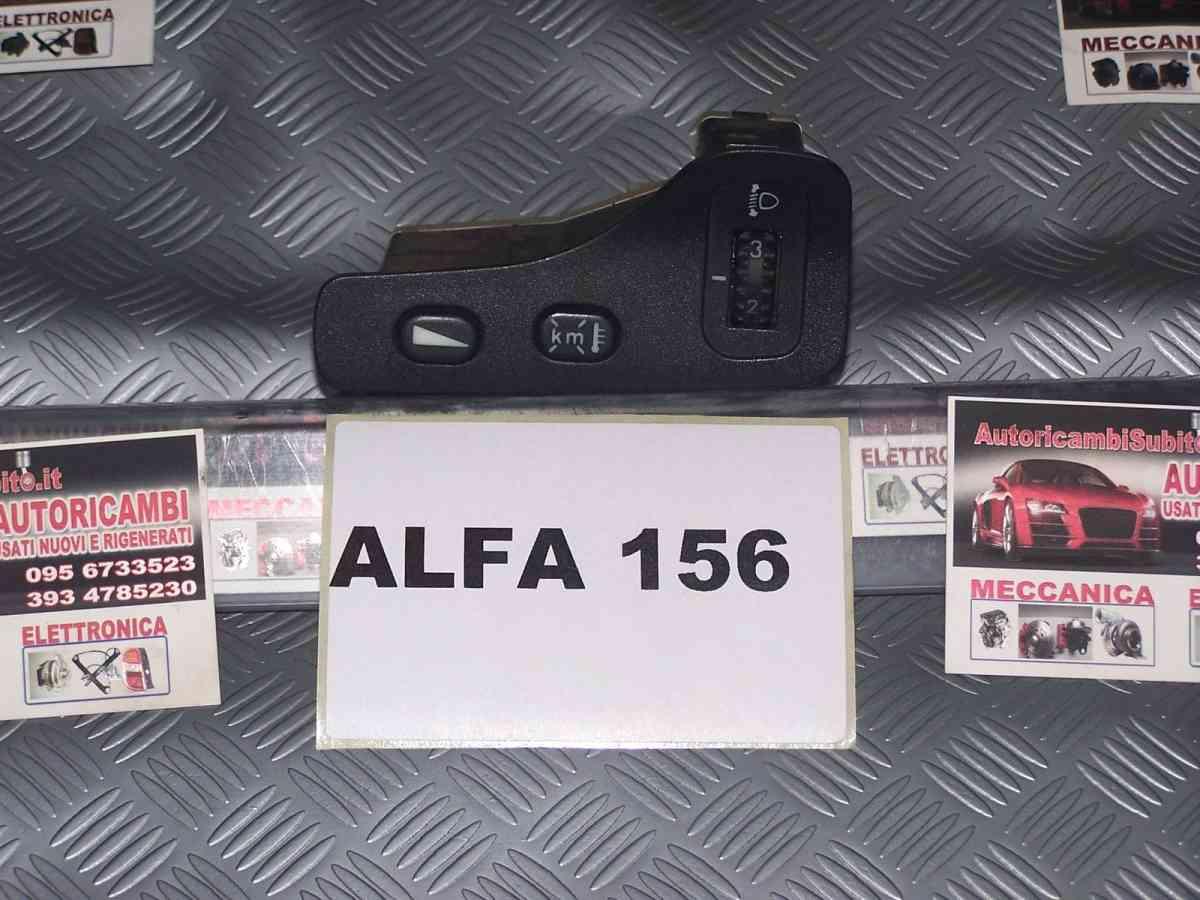 ELETTRONICA
MECCANI
3
2
km
ito.it
AUTORICAMBI
USATI NUOVI E RIGENERATI
095 6733523
393 4785230
ELETTRONICA
MECCANICA
ALFA 156
ELETTRO
AutoricambiSubito
AU
USAT
MECCANICA
E